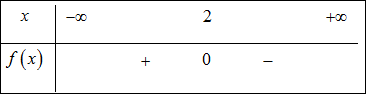 x −∞ 2 +∞
f(x) + 0 −